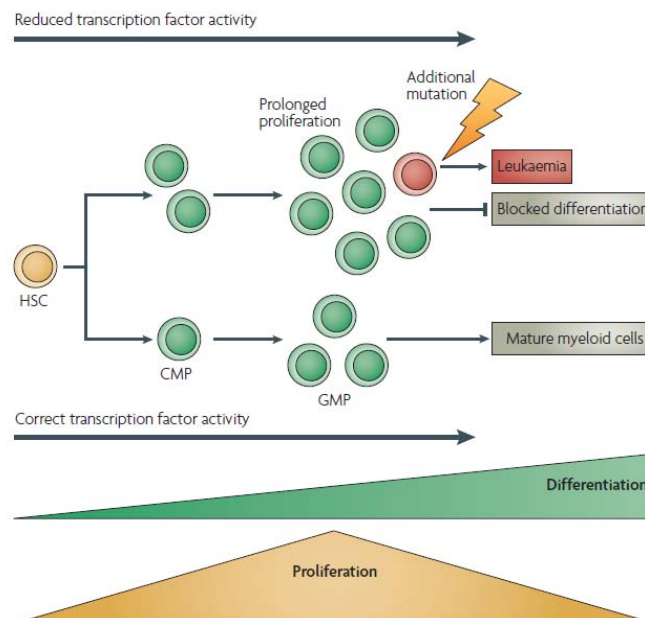 Reduced transcription factor activity
Additional
mutation
Prolonged
proliferation
Leukaemia
Blocked differentiation
HSC
CMP
GMP
Mature myeloid cells
Correct transcription factor activity
Differentiation
Proliferation